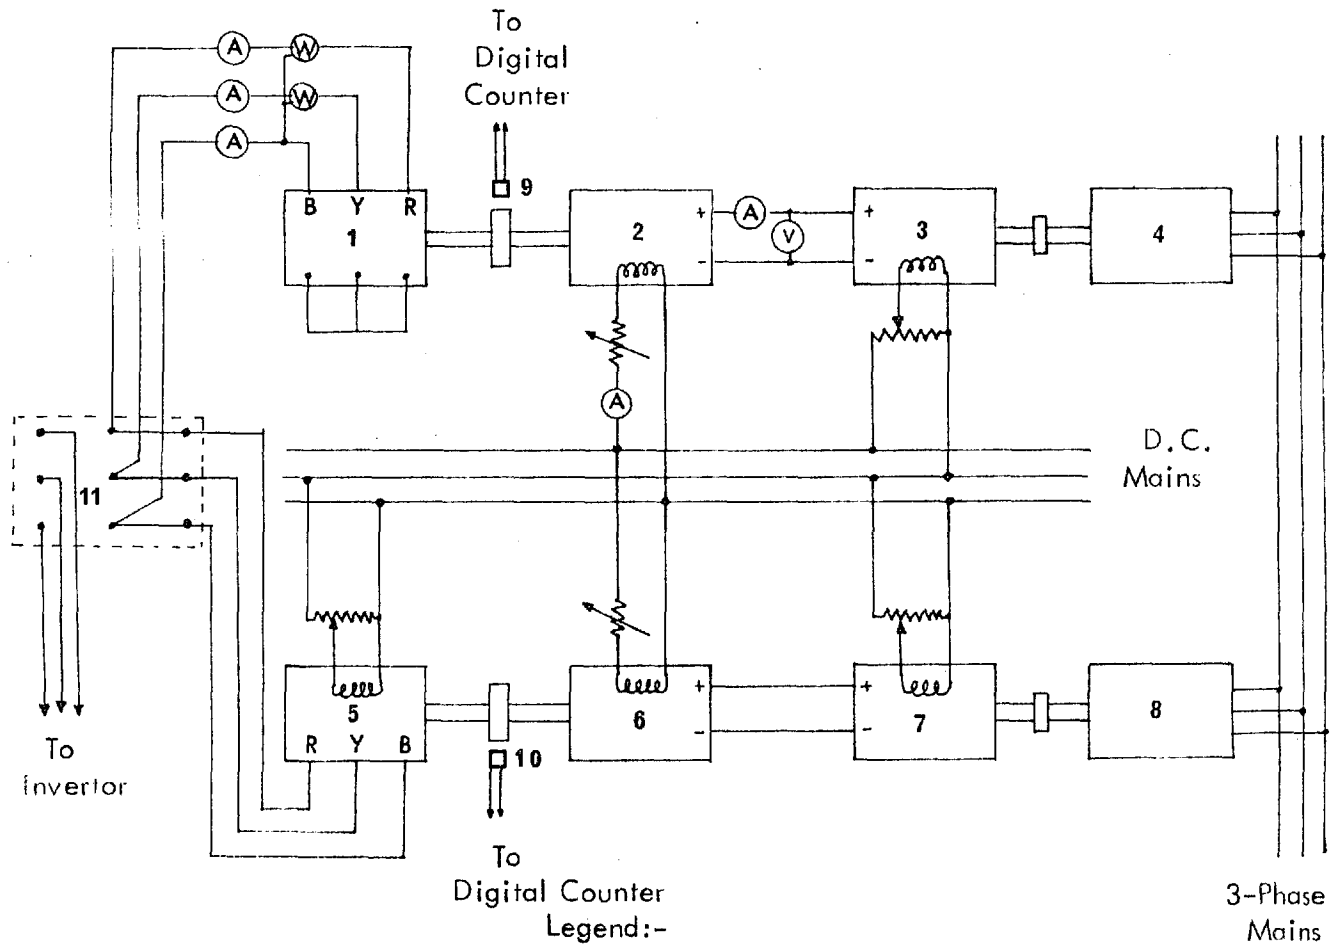 To
Digital
Counter
A W
A W
A
9
B Y R
1
2
+ A +
V
- -
3
4
A
D.C.
Mains
11
5
R Y B
6
+ +
- -
7
8
10
To
Invertor
To
Digital Counter
Legend:-
3-Phase
Mains